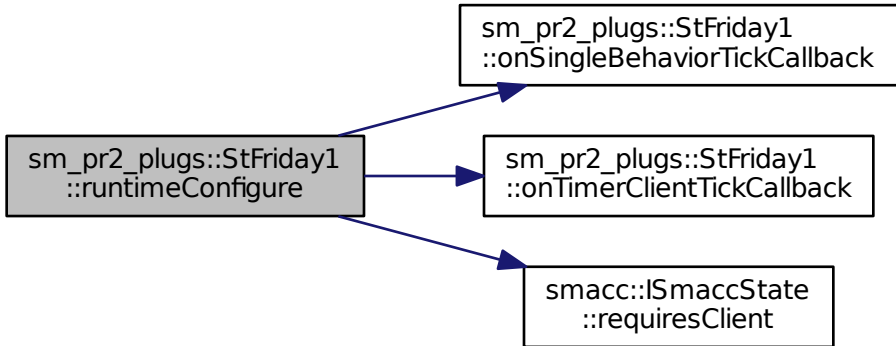 sm_pr2_plugs::StFriday1
::runtimeConfigure
sm_pr2_plugs::StFriday1
::onSingleBehaviorTickCallback
sm_pr2_plugs::StFriday1
::onTimerClientTickCallback
smacc::ISmaccState
::requiresClient